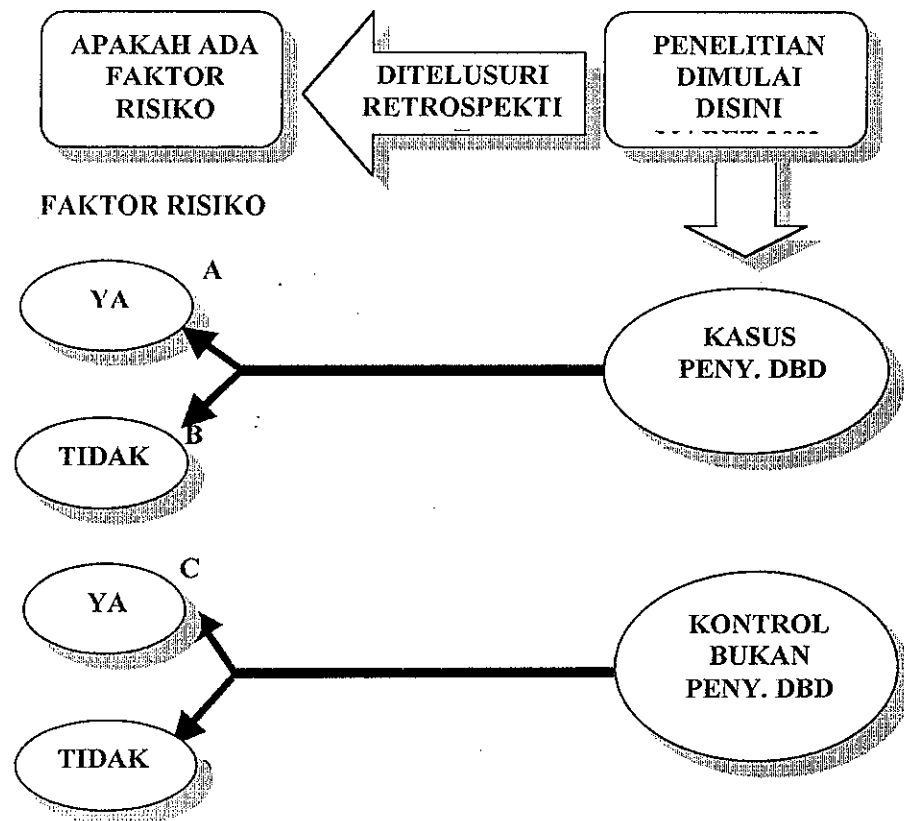 APAKAH ADA
FAKTOR
RISIKO
DITELUSURI
RETROSPEKTI
PENELITIAN
DIMULAI
DISINI
FAKTOR RISIKO
A
YA
B
TIDAK
KASUS
PENY. DBD
C
YA
TIDAK
KONTROL
BUKAN
PENY. DBD